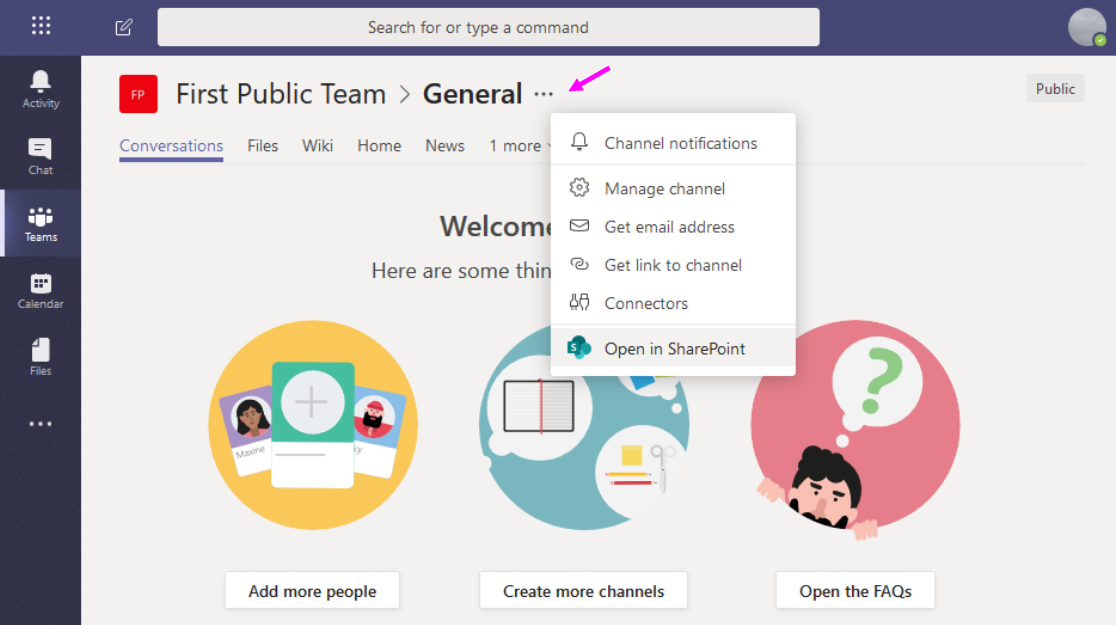 Search for or type a command
Activity
Chat
Teams
Calendar
Files
FP
First Public Team > General ...
Public
Conversations Files Wiki Home News 1 more
Channel notifications
Manage channel
Get email address
Get link to channel
Connectors
S Open in SharePoint
Welcome
Here are some thin
Maxine
ky
?
Add more people
Create more channels
Open the FAQs